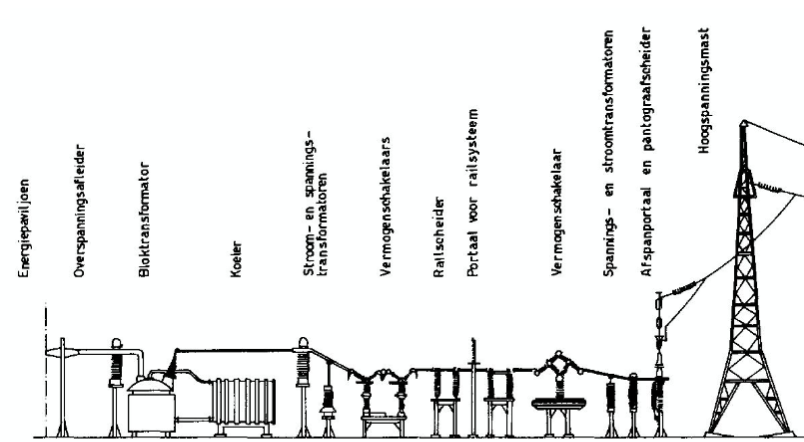 Energiepaviljoen
Overspanningsafleider
Bloktransformator
Koeler
Stroom- en spannings-
transformatoren
Vermogenschakelaars
Railscheider
Portaal voor railsysteem
Vermogenschakelaar
Spannings- en stroomtransformatoren
Afspanportaal en pantograafscheider
Hoogspanningsmast